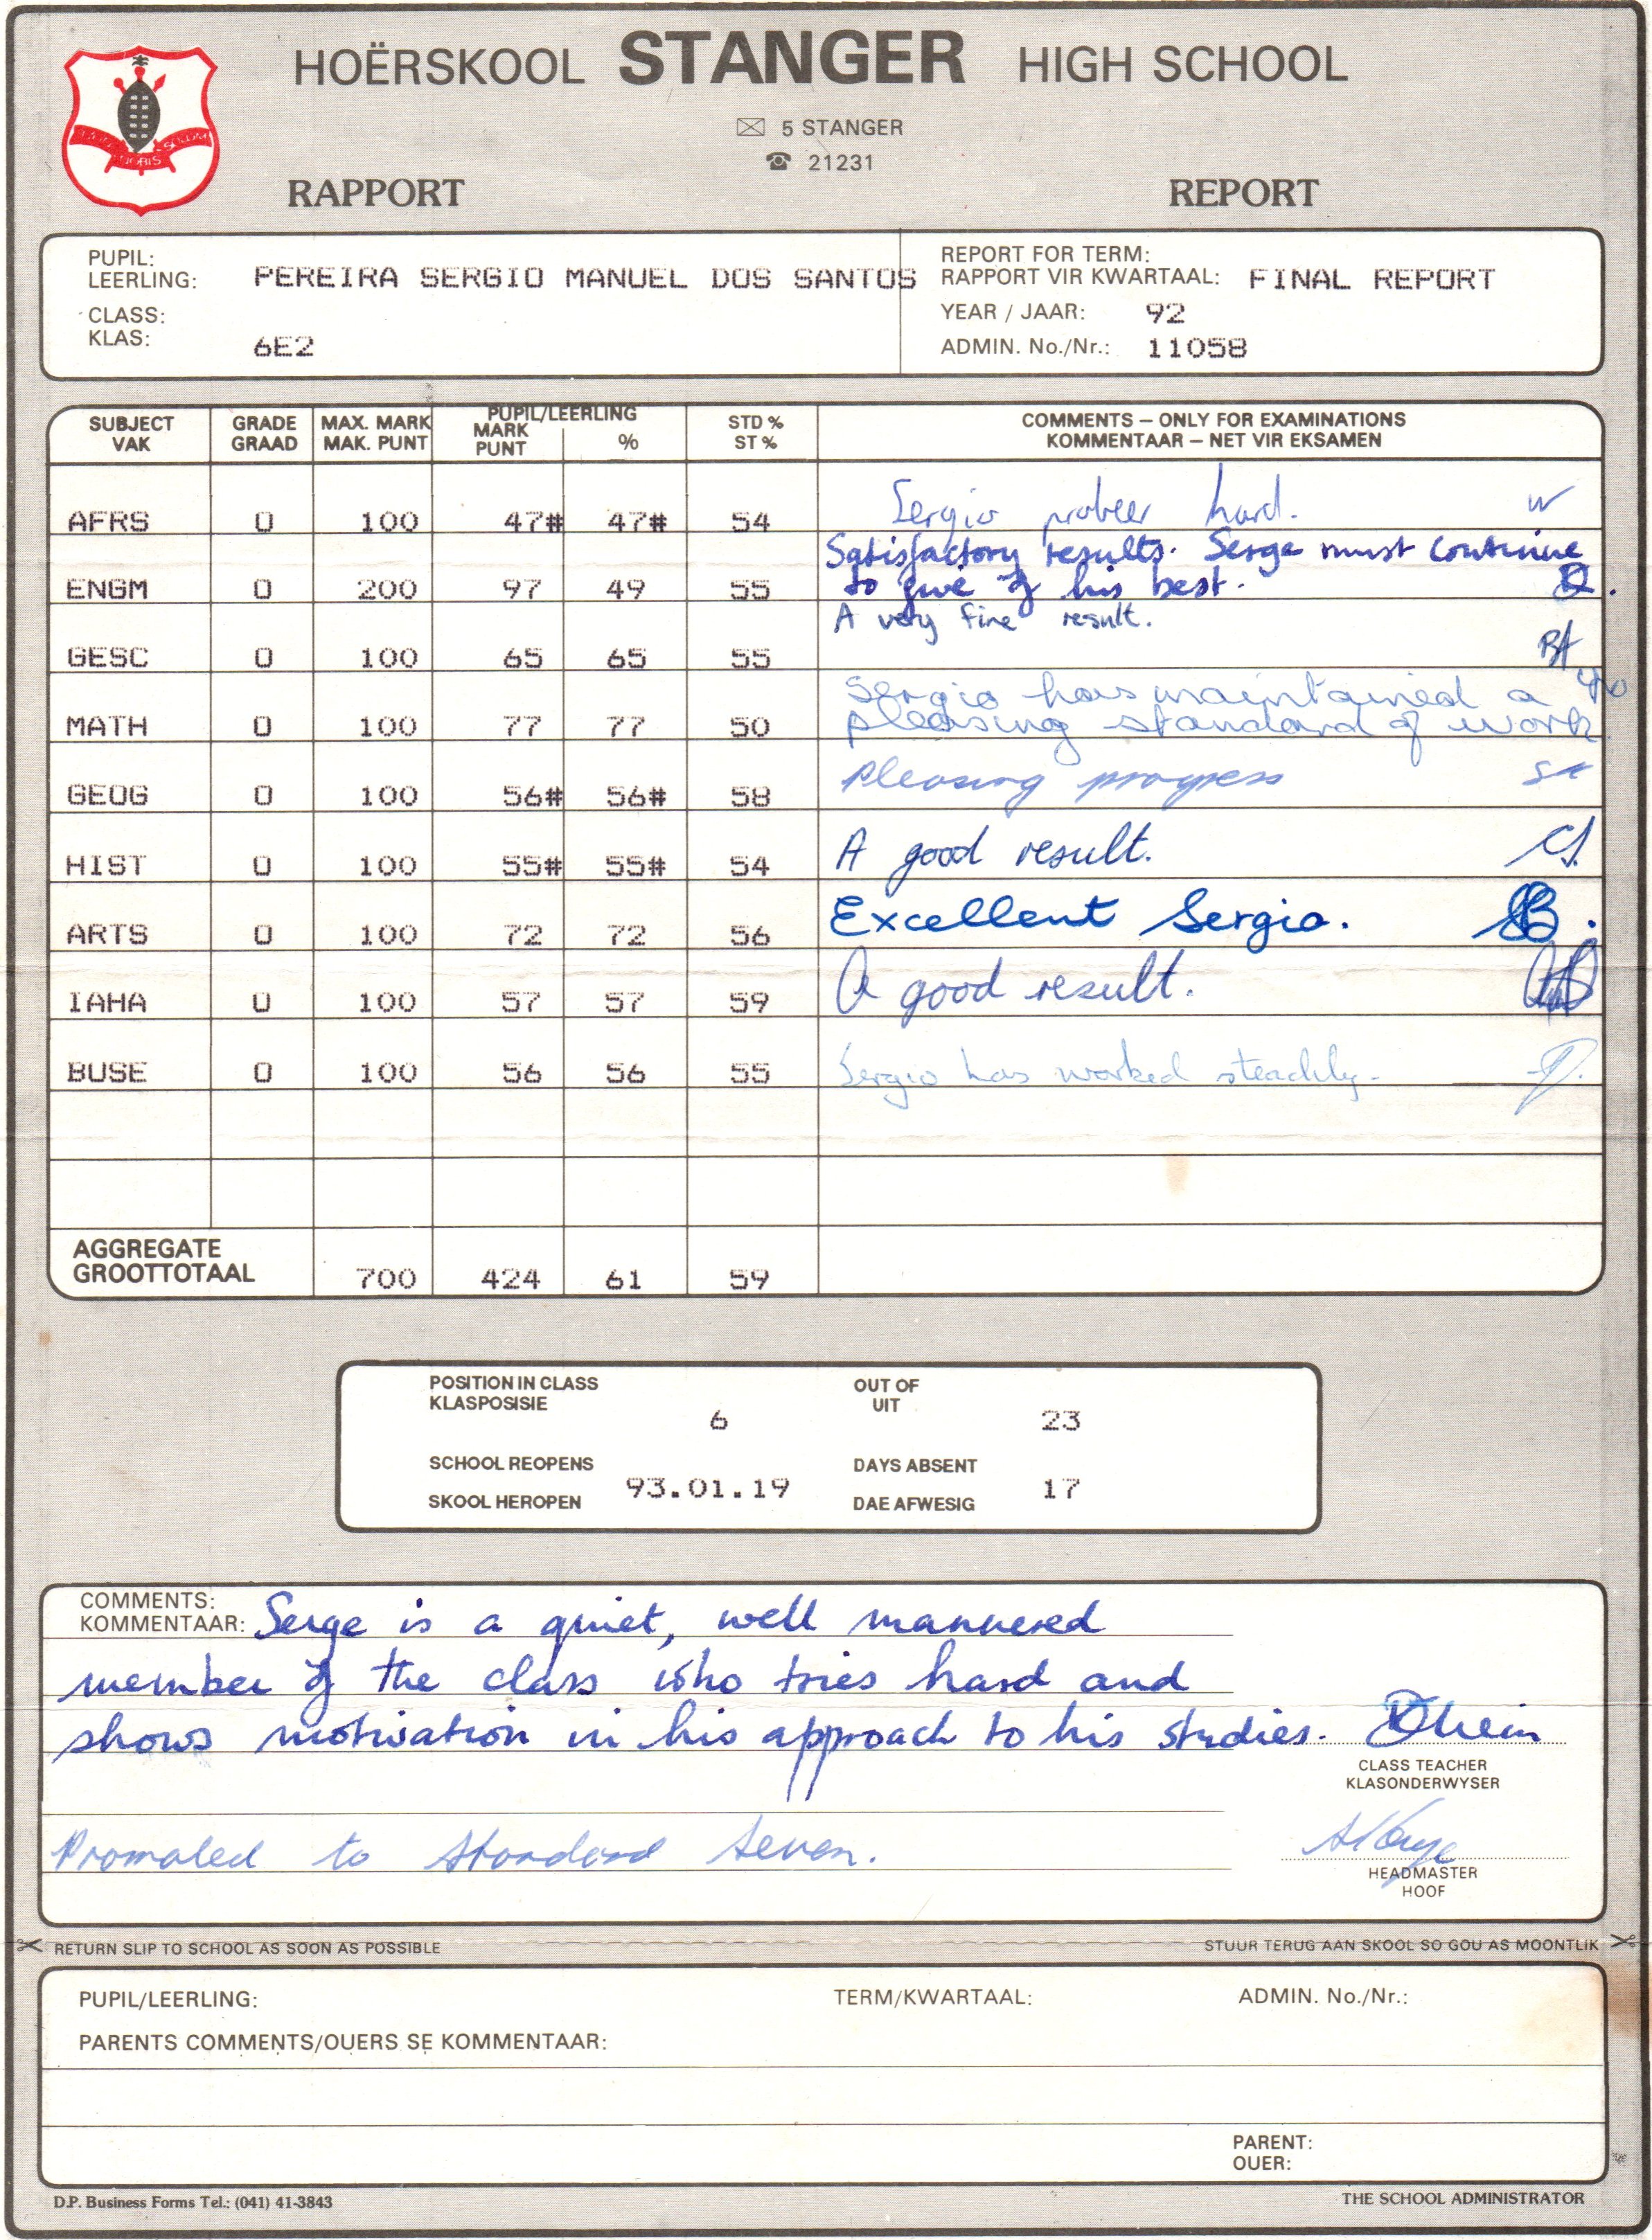 HOËRSKOOL STANGER HIGH SCHOOL
5 STANGER
21231
RAPPORT REPORT
PUPIL:
LEERLING: PEREIRA SERGIO MANUEL DOS SANTOS
CLASS:
KLAS: 6E2
REPORT FOR TERM:
RAPPORT VIR KWARTAAL: FINAL REPORT
YEAR / JAAR: 92
ADMIN. No./Nr.: 11058
SUBJECT GRADE MAX. MARK PUPIL/LEERLING STD % COMMENTS – ONLY FOR EXAMINATIONS
VAK GRAAD MAK. PUNT MARK PUNT % ST % KOMMENTAAR – NET VIR EKSAMEN
AFRS O 100 47# 47# 54 Sergio probeer hard.
Satisfactory results. Serge must continue
ENGM O 200 97 49 55 to give of his best.
A very fine result.
GESC O 100 65 65 55 BA
Sergio has maintained a
MATH O 100 77 77 50 pleasing standard of work.
GEOG O 100 56# 56# 58 Pleasing progress
HIST O 100 55# 55# 54 A good result.
ARTS O 100 72 72 56 Excellent Sergio.
IAHA O 100 57 57 59 A good result.
BUSE O 100 56 56 55 Sergio has worked steadily.
AGGREGATE
GROOTTOTAAL 700 424 61 59
POSITION IN CLASS OUT OF
KLASPOSISIE 6 UIT 23
SCHOOL REOPENS DAYS ABSENT
SKOOL HEROPEN 93.01.19 DAE AFWESIG 17
COMMENTS:
KOMMENTAAR: Serge is a quiet, well mannered
member of the class who tries hard and
shows motivation in his approach to his studies.
CLASS TEACHER
KLASONDERWYSER
Promoted to Standard Seven.
HEADMASTER
HOOF
RETURN SLIP TO SCHOOL AS SOON AS POSSIBLE STUUR TERUG AAN SKOOL SO GOU AS MOONTLIK
PUPIL/LEERLING: TERM/KWARTAAL: ADMIN. No./Nr.:
PARENTS COMMENTS/OUERS SE KOMMENTAAR:
PARENT:
OUER:
D.P. Business Forms Tel.: (041) 41-3843 THE SCHOOL ADMINISTRATOR